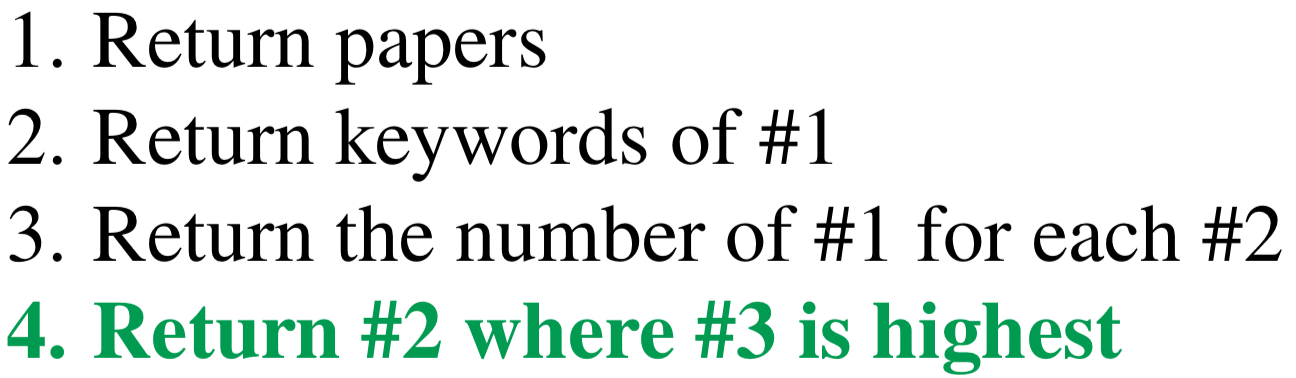 1. Return papers
2. Return keywords of #1
3. Return the number of #1 for each #2
4. Return #2 where #3 is highest